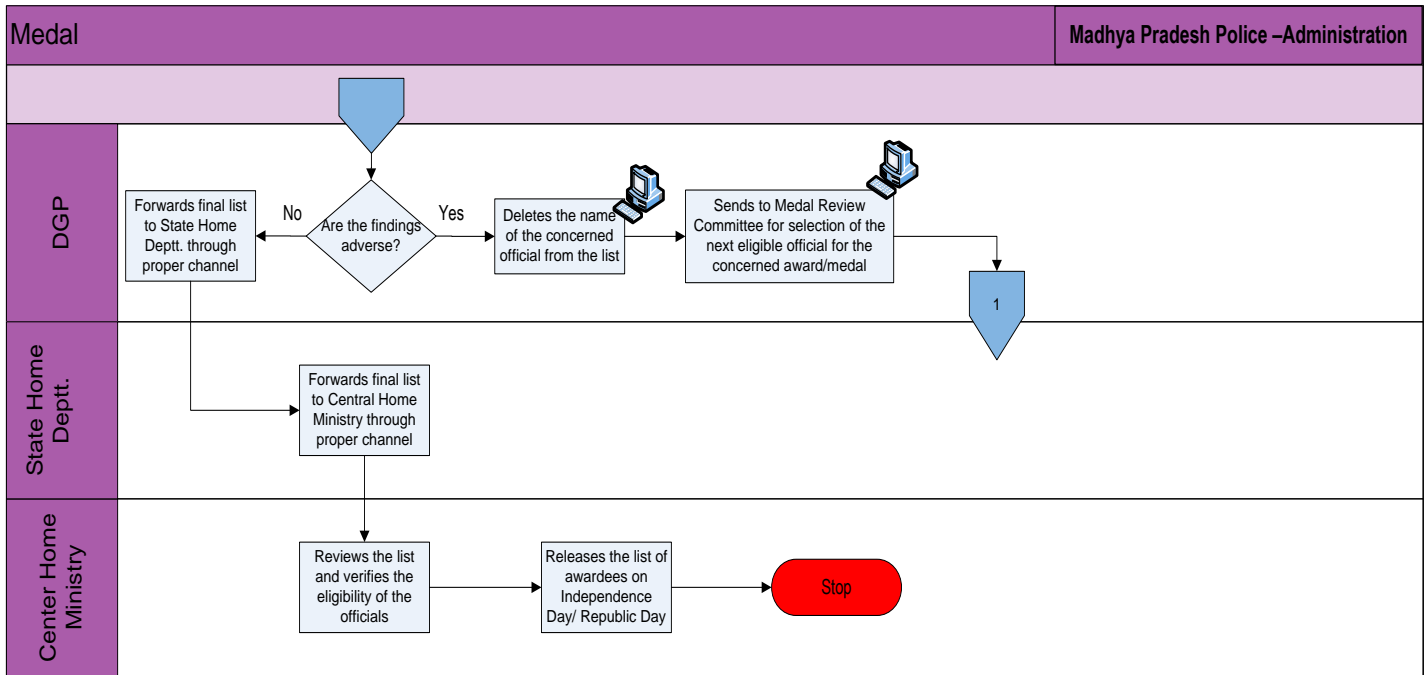 Medal
Madhya Pradesh Police –Administration
DGP
Forwards final list
to State Home
Deptt. through
proper channel
No
Are the findings
adverse?
Yes
Deletes the name
of the concerned
official from the list
Sends to Medal Review
Committee for selection of the
next eligible official for the
concerned award/medal
1
State Home
Deptt.
Forwards final list
to Central Home
Ministry through
proper channel
Center Home
Ministry
Reviews the list
and verifies the
eligibility of the
officials
Releases the list of
awardees on
Independence
Day/ Republic Day
Stop